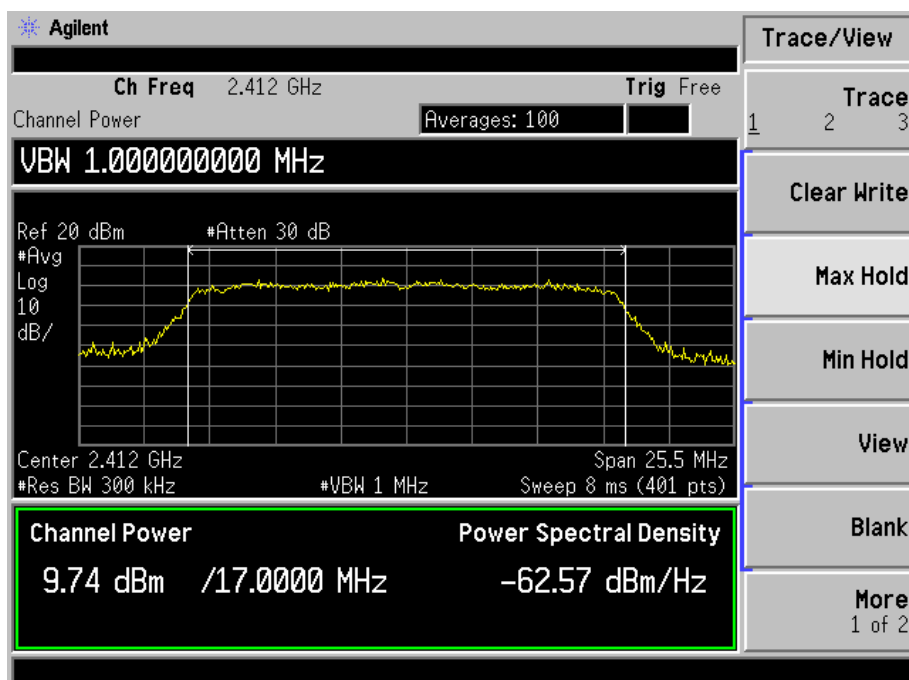 Agilent
Trace/View
Ch Freq 2.412 GHz Trig Free
Channel Power Averages: 100
VBW 1.000000000 MHz
Ref 20 dBm #Atten 30 dB
#Avg
Log
10
dB/
Center 2.412 GHz Span 25.5 MHz
#Res BW 300 kHz #VBW 1 MHz Sweep 8 ms (401 pts)
Channel Power Power Spectral Density
9.74 dBm /17.0000 MHz -62.57 dBm/Hz
Trace
1 2 3
Clear Write
Max Hold
Min Hold
View
Blank
More
1 of 2